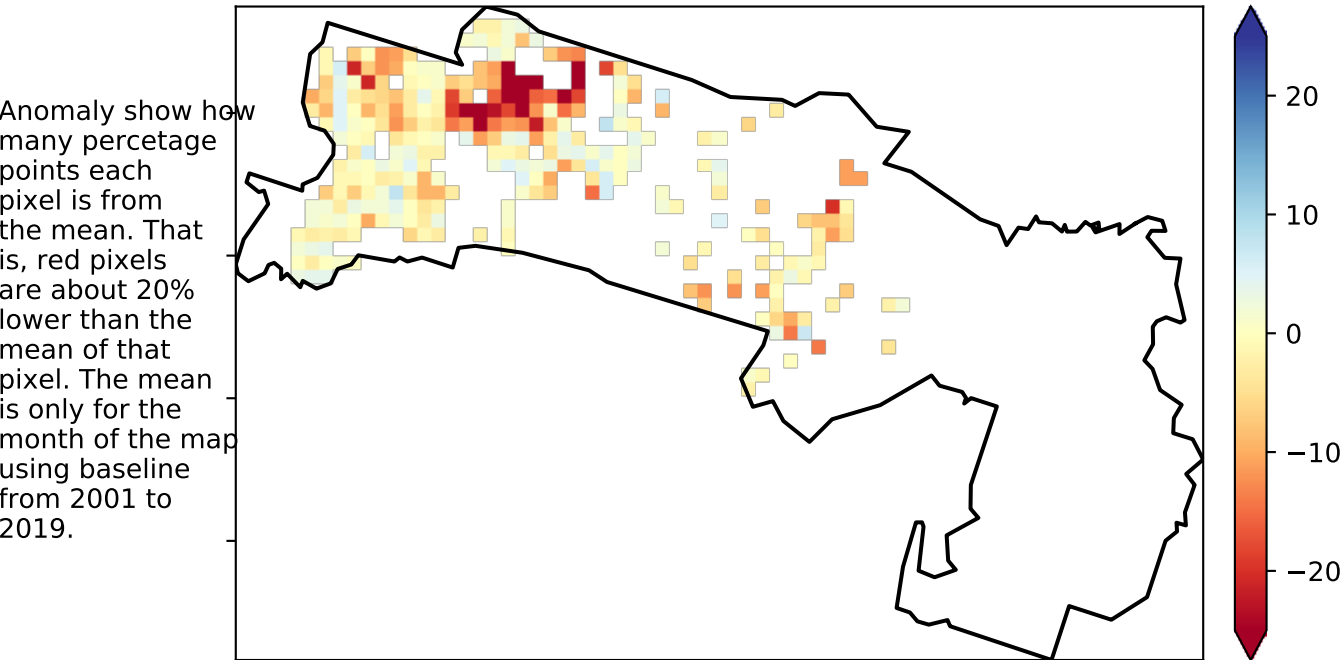 Anomaly show how
many percetage
points each
pixel is from
the mean. That
is, red pixels
are about 20%
lower than the
mean of that
pixel. The mean
is only for the
month of the map
using baseline
from 2001 to
2019.
20
10
0
−10
−20